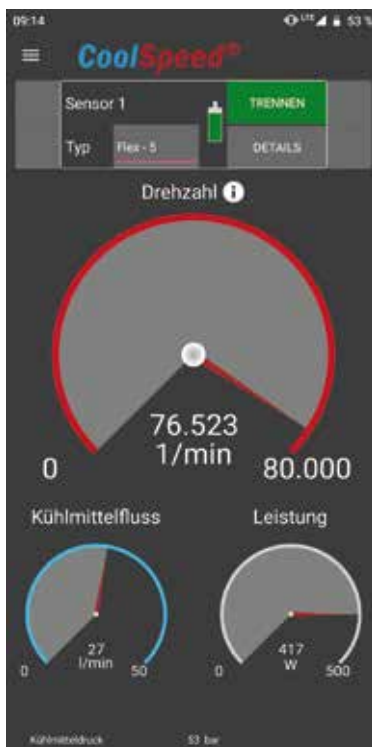 09:14 LTE 53 %
CoolSpeed®
Sensor 1 TRENNEN
Typ Flex - 5 DETAILS
Drehzahl i
76.523
1/min
0 80.000
Kühlmittelfluss Leistung
27 417
l/min W
0 50 0 500
Kühlmitteldruck 53 bar